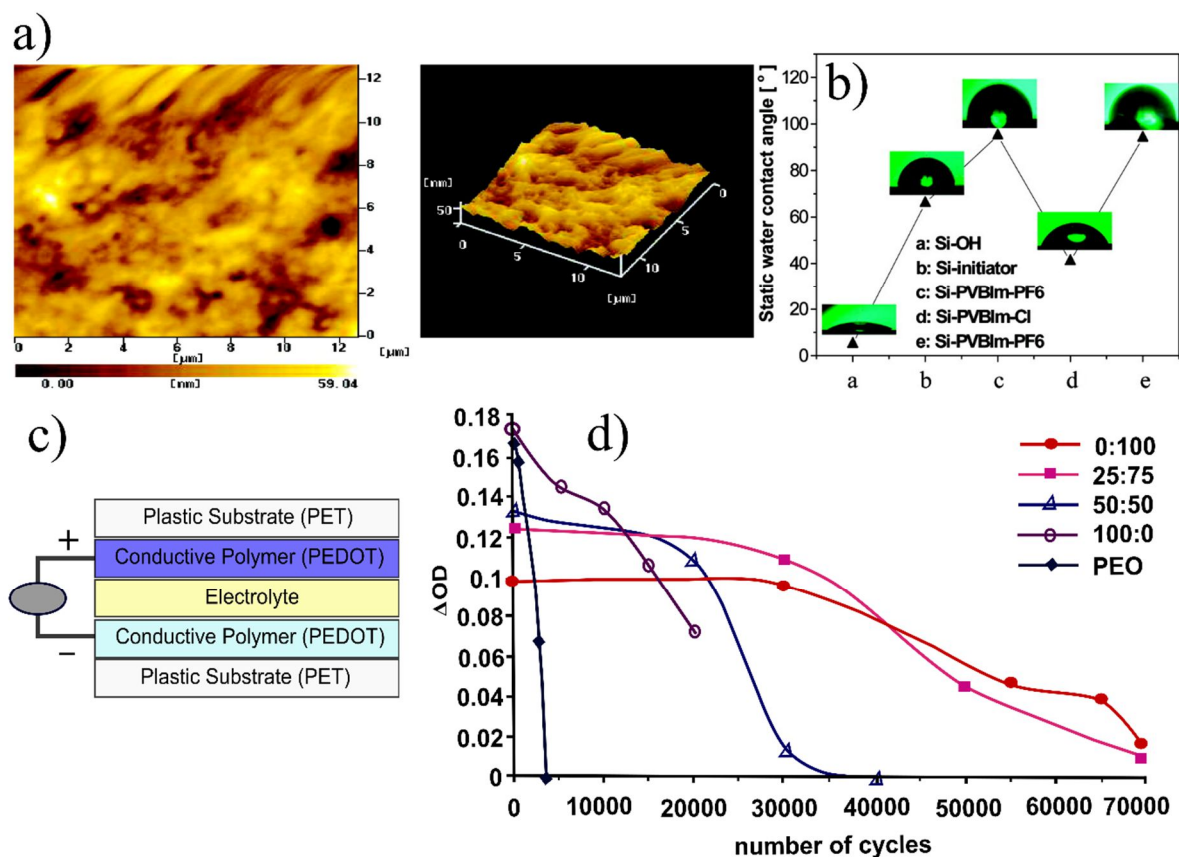 a)
12
10
8
6
4
2
0
0
2
4
6
8
10
12
[µm]
[µm]
0.00
[nm]
59.04
[nm]
50
0
5
10
[µm]
0
5
10
b)
Static water contact angle [°]
120
100
80
60
40
20
0
a: Si-OH
b: Si-initiator
c: Si-PVBIm-PF6
d: Si-PVBIm-Cl
e: Si-PVBIm-PF6
a
b
c
d
e
c)
Plastic Substrate (PET)
+
Conductive Polymer (PEDOT)
Electrolyte
Conductive Polymer (PEDOT)
−
Plastic Substrate (PET)
d)
ΔOD
0.18
0.16
0.14
0.12
0.1
0.08
0.06
0.04
0.02
0
0
10000
20000
30000
40000
50000
60000
70000
number of cycles
0:100
25:75
50:50
100:0
PEO